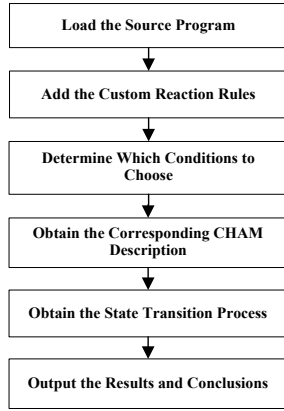 Load the Source Program
Add the Custom Reaction Rules
Determine Which Conditions to
Choose
Obtain the Corresponding CHAM
Description
Obtain the State Transition Process
Output the Results and Conclusions